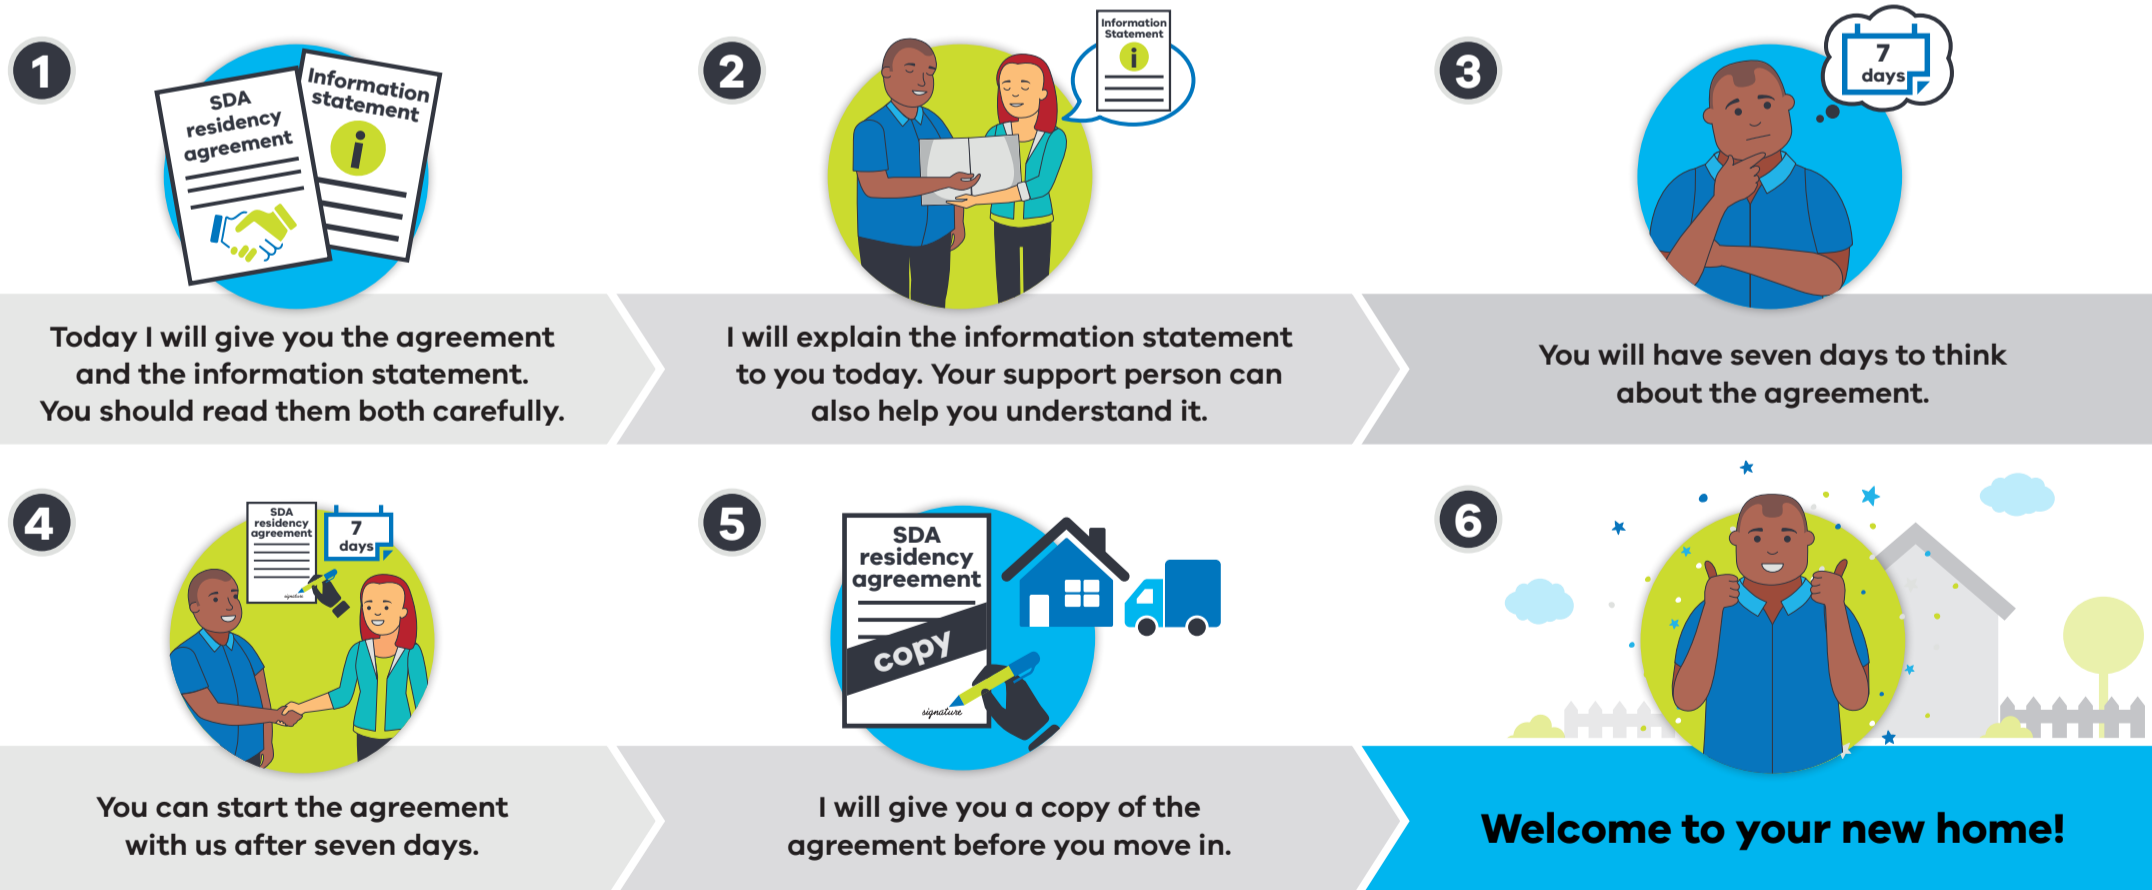 1
SDA
residency
agreement
Information
statement
i
Today I will give you the agreement
and the information statement.
You should read them both carefully.
2
Information
Statement
i
I will explain the information statement
to you today. Your support person can
also help you understand it.
3
7
days
You will have seven days to think
about the agreement.
4
SDA
residency
agreement
signature
7
days
You can start the agreement
with us after seven days.
5
SDA
residency
agreement
copy
signature
I will give you a copy of the
agreement before you move in.
6
Welcome to your new home!